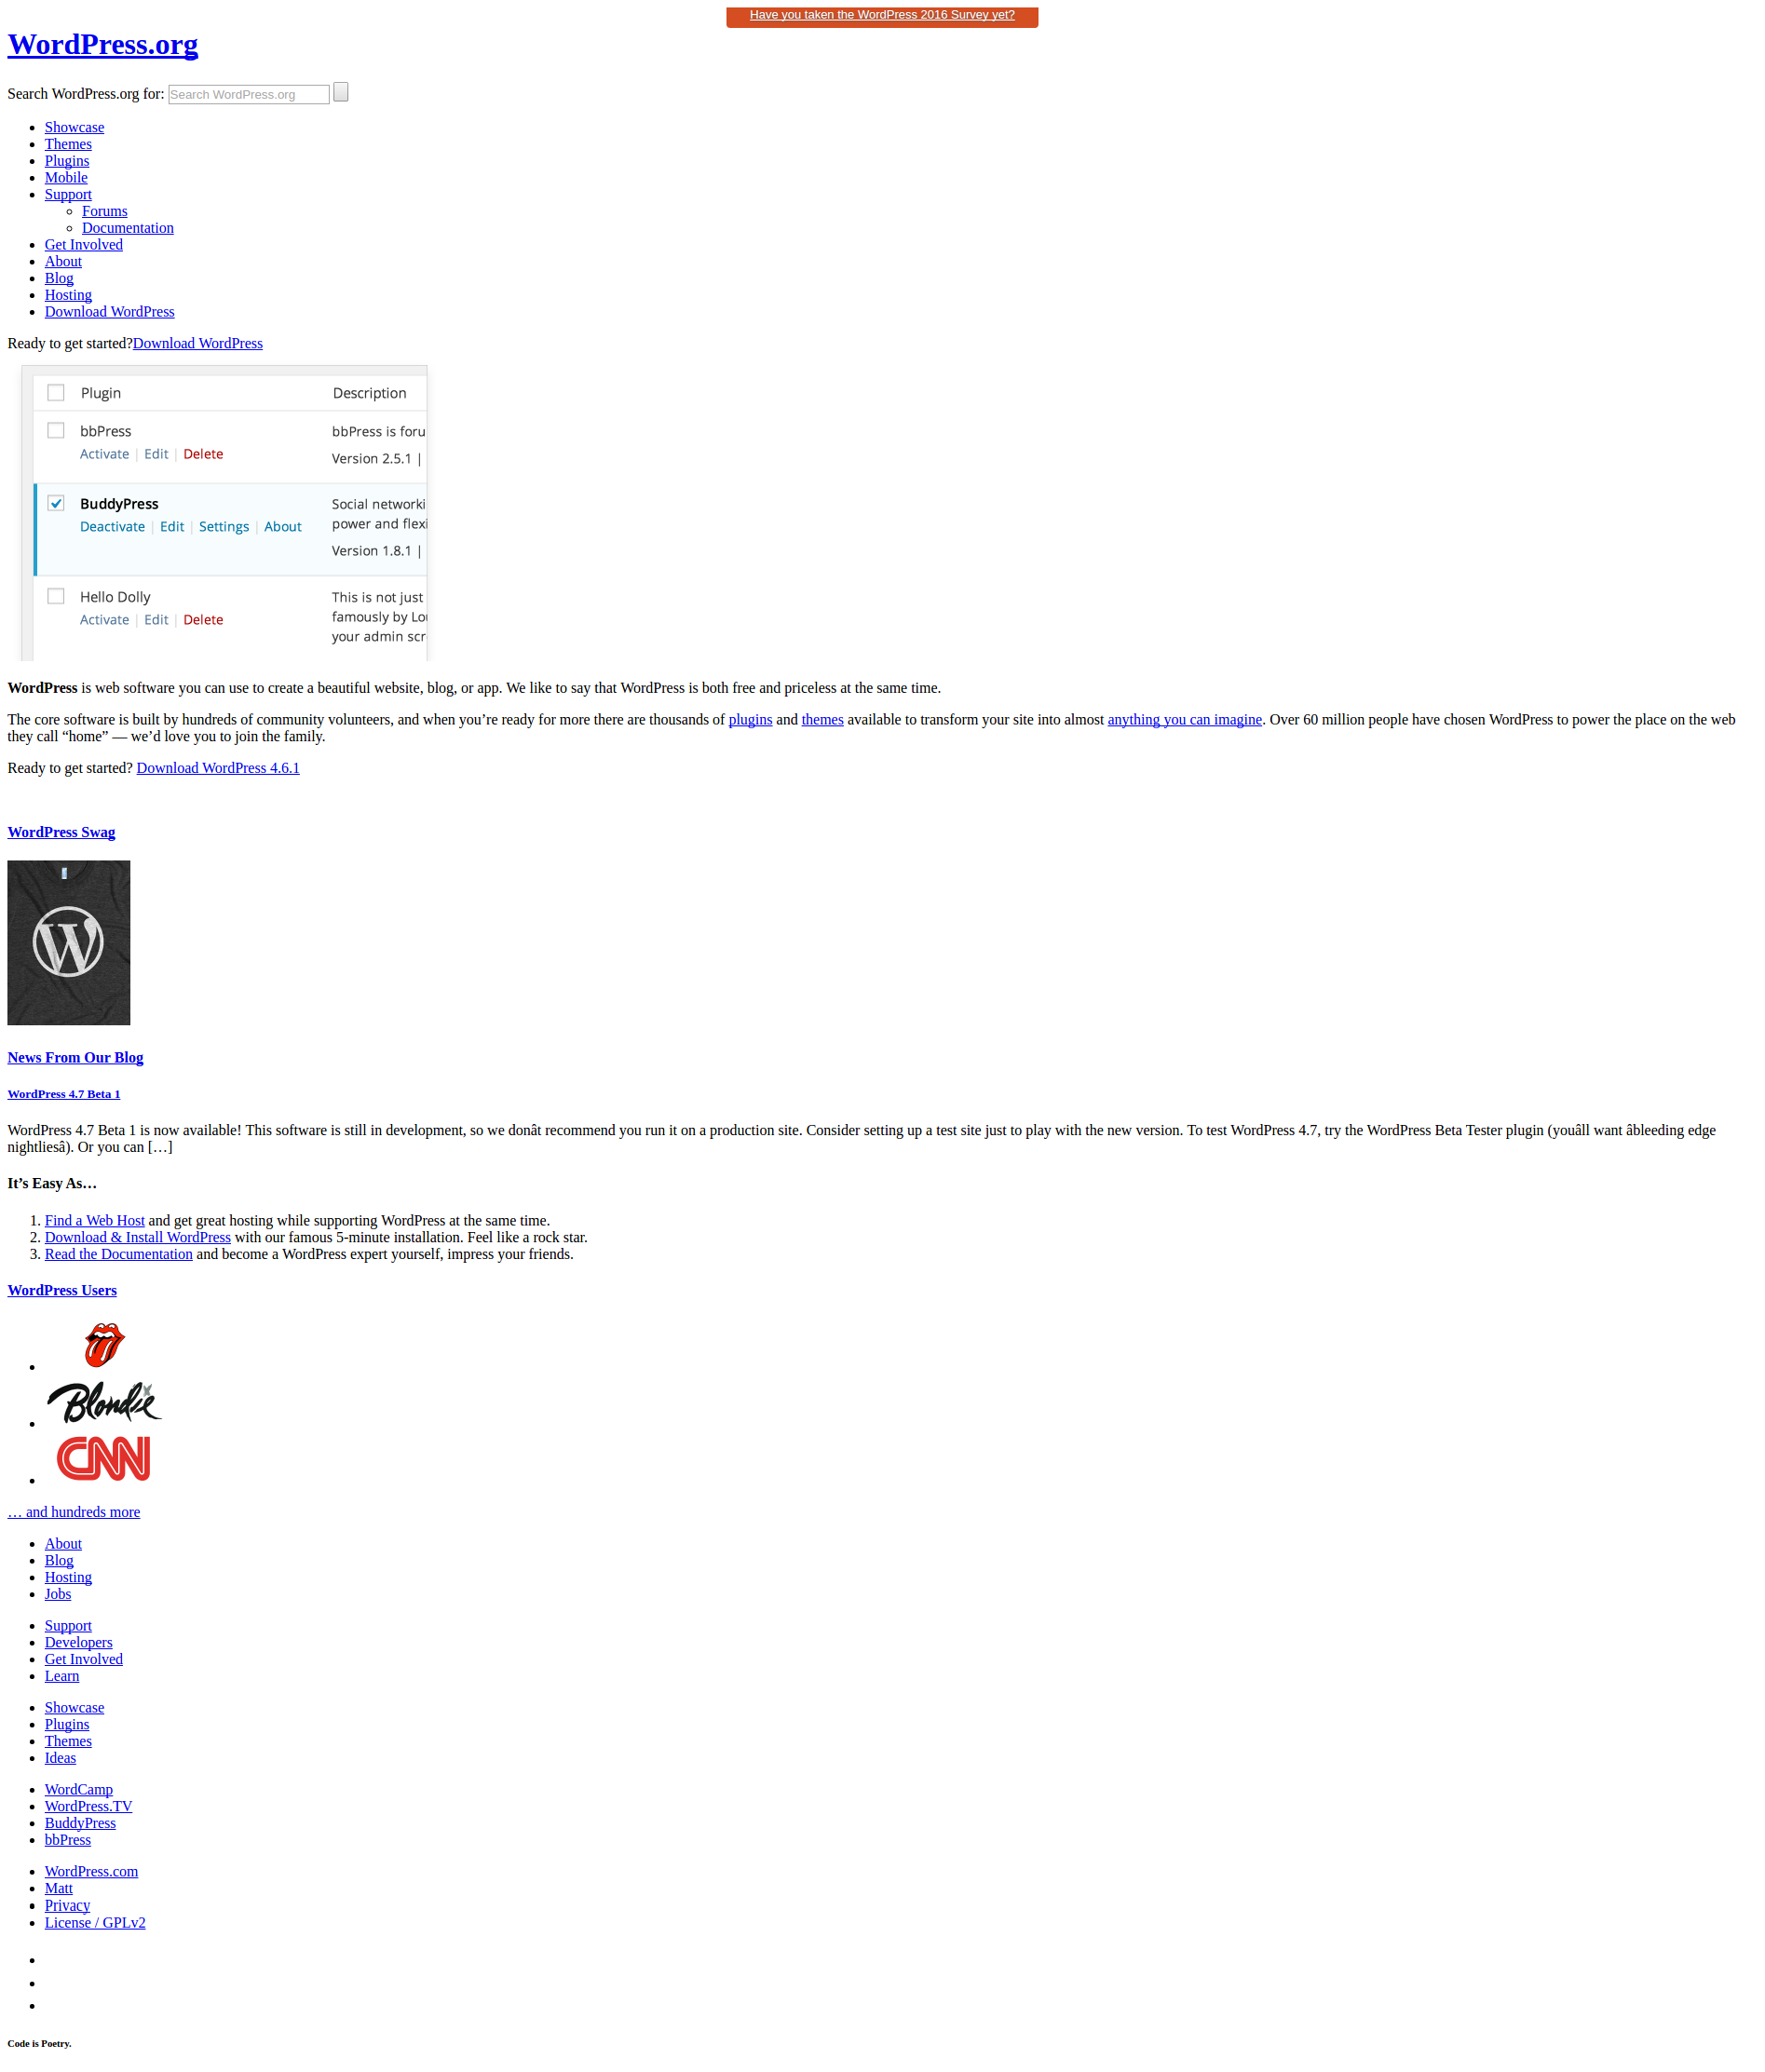 Have you taken the WordPress 2016 Survey yet?
WordPress.org
Search WordPress.org for: Search WordPress.org
Showcase
Themes
Plugins
Mobile
Support
Forums
Documentation
Get Involved
About
Blog
Hosting
Download WordPress
Ready to get started?Download WordPress
Plugin Description
bbPress bbPress is foru
Activate | Edit | Delete
Version 2.5.1 |
BuddyPress Social networki
Deactivate | Edit | Settings | About power and flexi
Version 1.8.1 |
Hello Dolly This is not just
Activate | Edit | Delete famously by Lou
your admin scr
WordPress is web software you can use to create a beautiful website, blog, or app. We like to say that WordPress is both free and priceless at the same time.
The core software is built by hundreds of community volunteers, and when you’re ready for more there are thousands of plugins and themes available to transform your site into almost anything you can imagine. Over 60 million people have chosen WordPress to power the place on the web
they call “home” — we’d love you to join the family.
Ready to get started? Download WordPress 4.6.1
WordPress Swag
W
News From Our Blog
WordPress 4.7 Beta 1
WordPress 4.7 Beta 1 is now available! This software is still in development, so we donât recommend you run it on a production site. Consider setting up a test site just to play with the new version. To test WordPress 4.7, try the WordPress Beta Tester plugin (youâll want âbleeding edge
nightliesâ). Or you can […]
It’s Easy As…
1. Find a Web Host and get great hosting while supporting WordPress at the same time.
2. Download & Install WordPress with our famous 5-minute installation. Feel like a rock star.
3. Read the Documentation and become a WordPress expert yourself, impress your friends.
WordPress Users
Blondie
CNN
… and hundreds more
About
Blog
Hosting
Jobs
Support
Developers
Get Involved
Learn
Showcase
Plugins
Themes
Ideas
WordCamp
WordPress.TV
BuddyPress
bbPress
WordPress.com
Matt
Privacy
License / GPLv2
Code is Poetry.